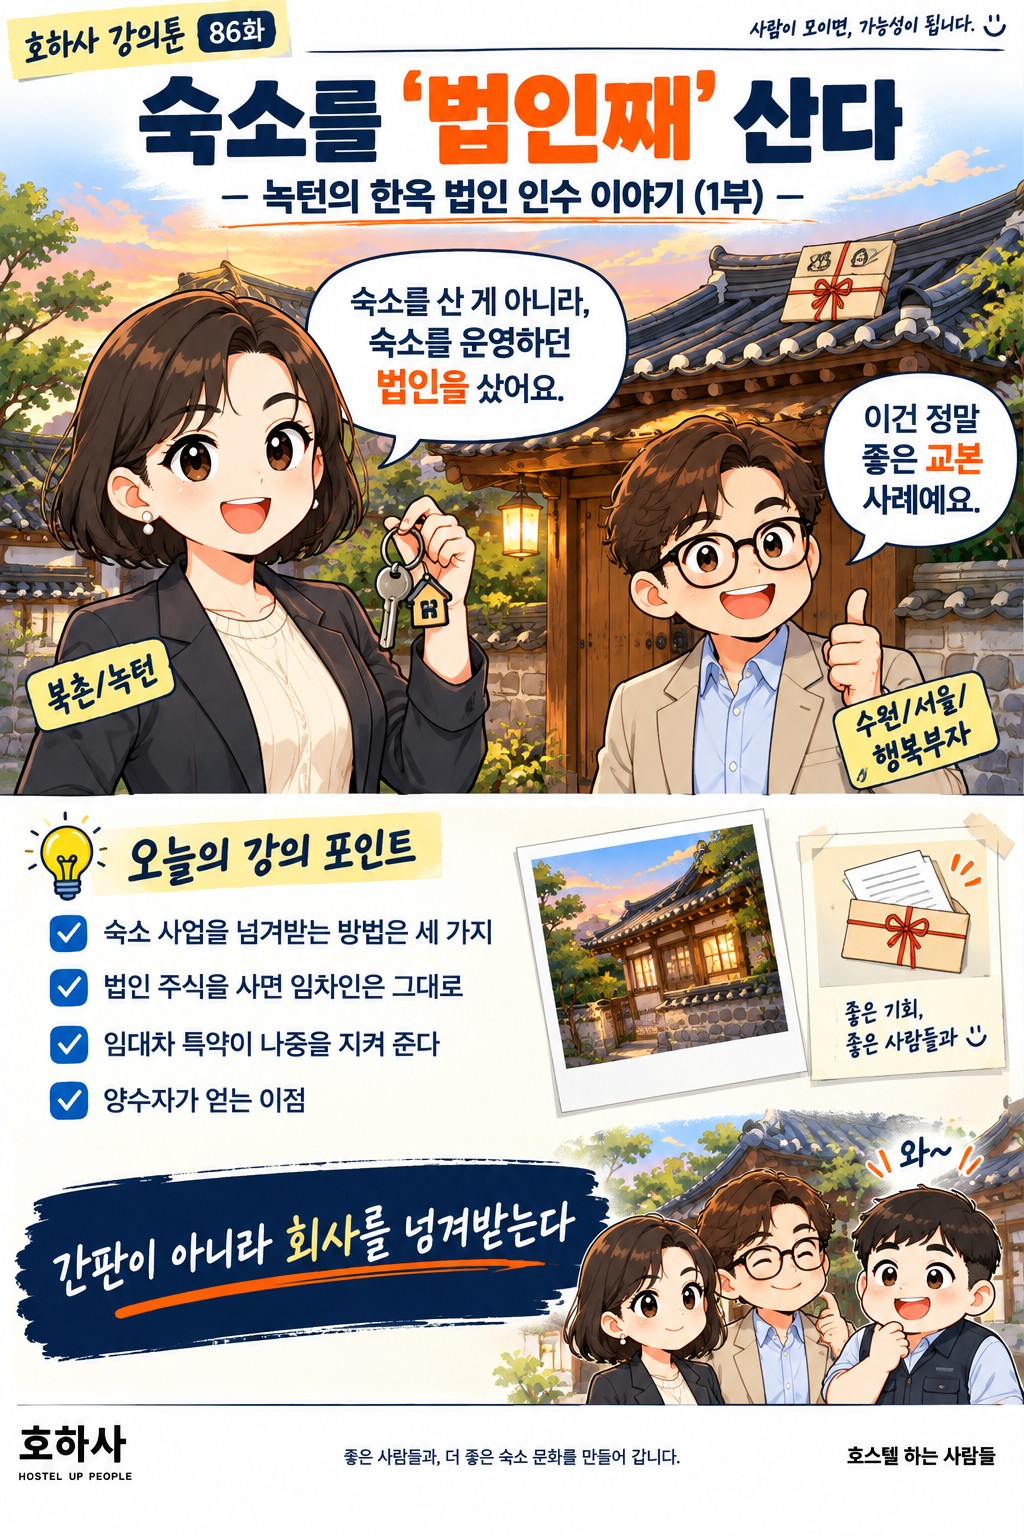 호하사 강의툰 86화
사람이 모이면, 가능성이 됩니다.
숙소를 '법인째' 산다
– 녹턴의 한옥 법인 인수 이야기 (1부) –
숙소를 산 게 아니라,
숙소를 운영하던
법인을 샀어요.
이건 정말
좋은 교본
사례예요.
북촌/녹턴
수원/서울/
행복부자
오늘의 강의 포인트
숙소 사업을 넘겨받는 방법은 세 가지
법인 주식을 사면 임차인은 그대로
임대차 특약이 나중을 지켜 준다
양수자가 얻는 이점
좋은 기회,
좋은 사람들과
간판이 아니라 회사를 넘겨받는다
와~
호하사
HOSTEL UP PEOPLE
좋은 사람들과, 더 좋은 숙소 문화를 만들어 갑니다.
호스텔 하는 사람들